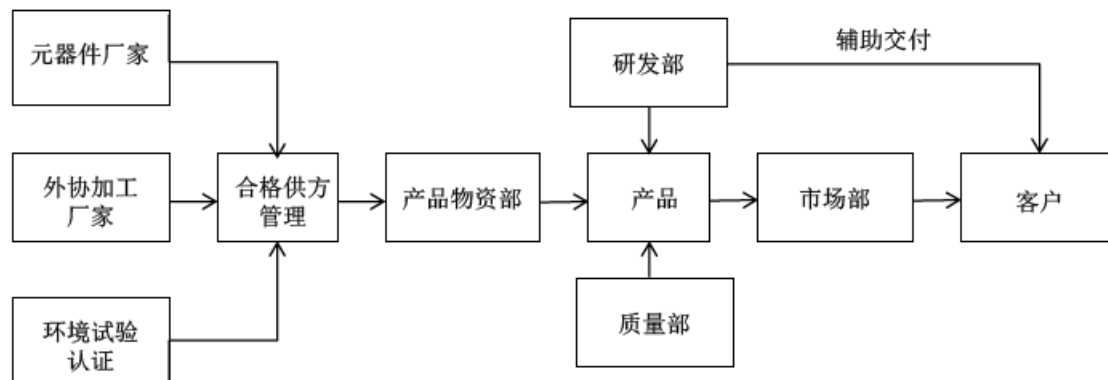 元器件厂家
研发部
辅助交付
外协加工
厂家
合格供方
管理
产品物资部
产品
市场部
客户
环境试验
认证
质量部